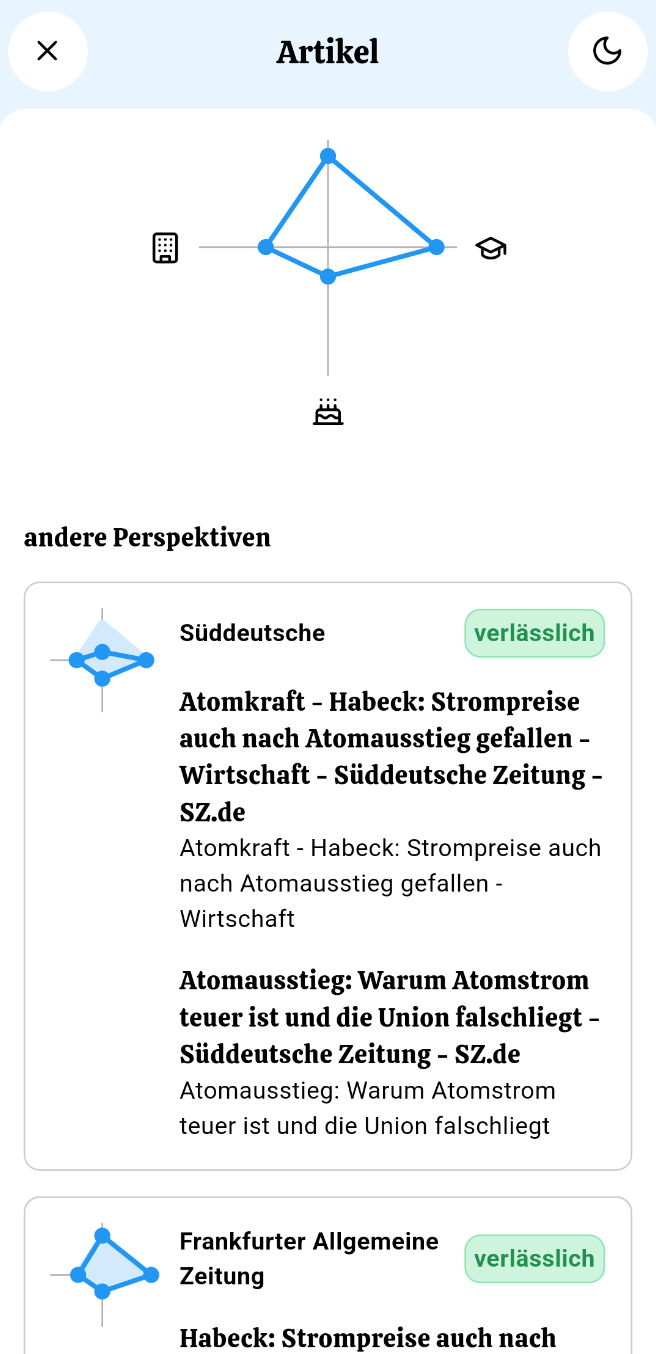 Artikel
andere Perspektiven
Süddeutsche
verlässlich
Atomkraft - Habeck: Strompreise
auch nach Atomausstieg gefallen -
Wirtschaft - Süddeutsche Zeitung -
SZ.de
Atomkraft - Habeck: Strompreise auch
nach Atomausstieg gefallen -
Wirtschaft
Atomausstieg: Warum Atomstrom
teuer ist und die Union falschliegt -
Süddeutsche Zeitung - SZ.de
Atomausstieg: Warum Atomstrom
teuer ist und die Union falschliegt
Frankfurter Allgemeine
Zeitung
verlässlich
Habeck: Strompreise auch nach